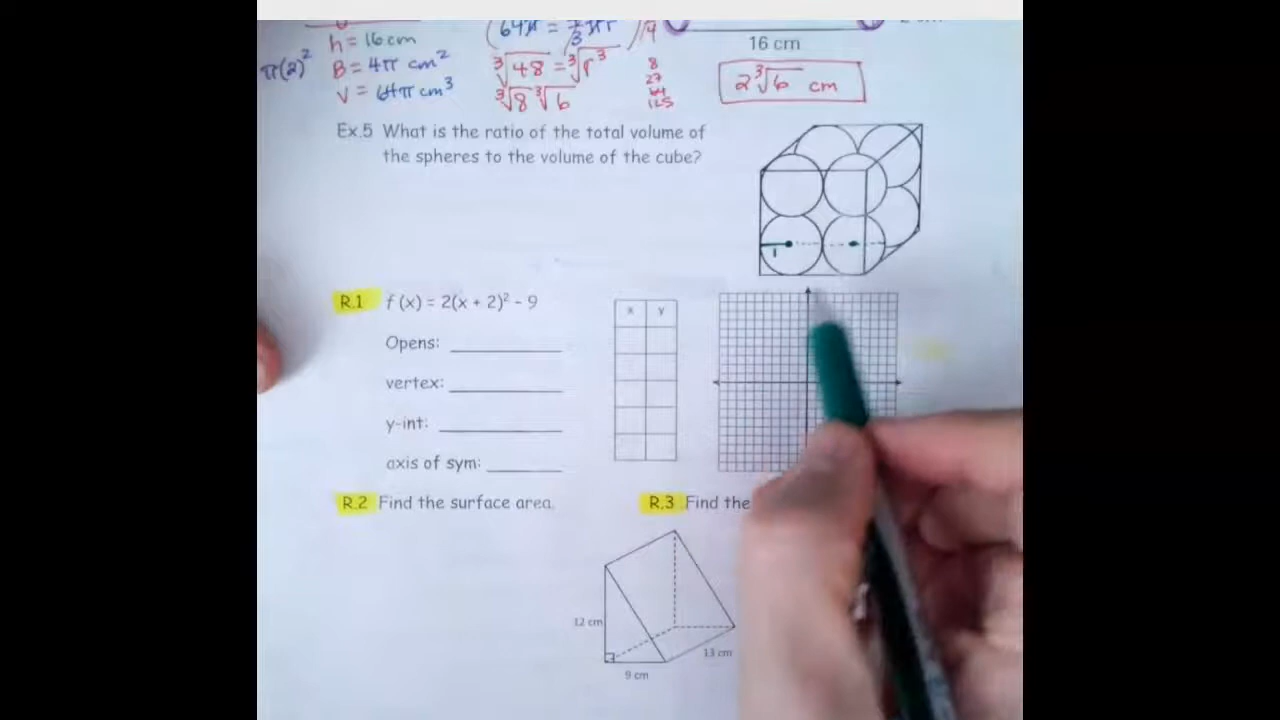 h = 16 cm
π(2)² B = 4π cm²
V = 64π cm³
∛48 = ∛r³
∛8 ∛6
8
27
64
125
16 cm
2∛6 cm
Ex.5 What is the ratio of the total volume of
the spheres to the volume of the cube?
r
R.1 f (x) = 2(x + 2)² - 9
x y
Opens:
vertex:
y-int:
axis of sym:
R.2 Find the surface area.
R.3 Find the
12 cm
13 cm
9 cm